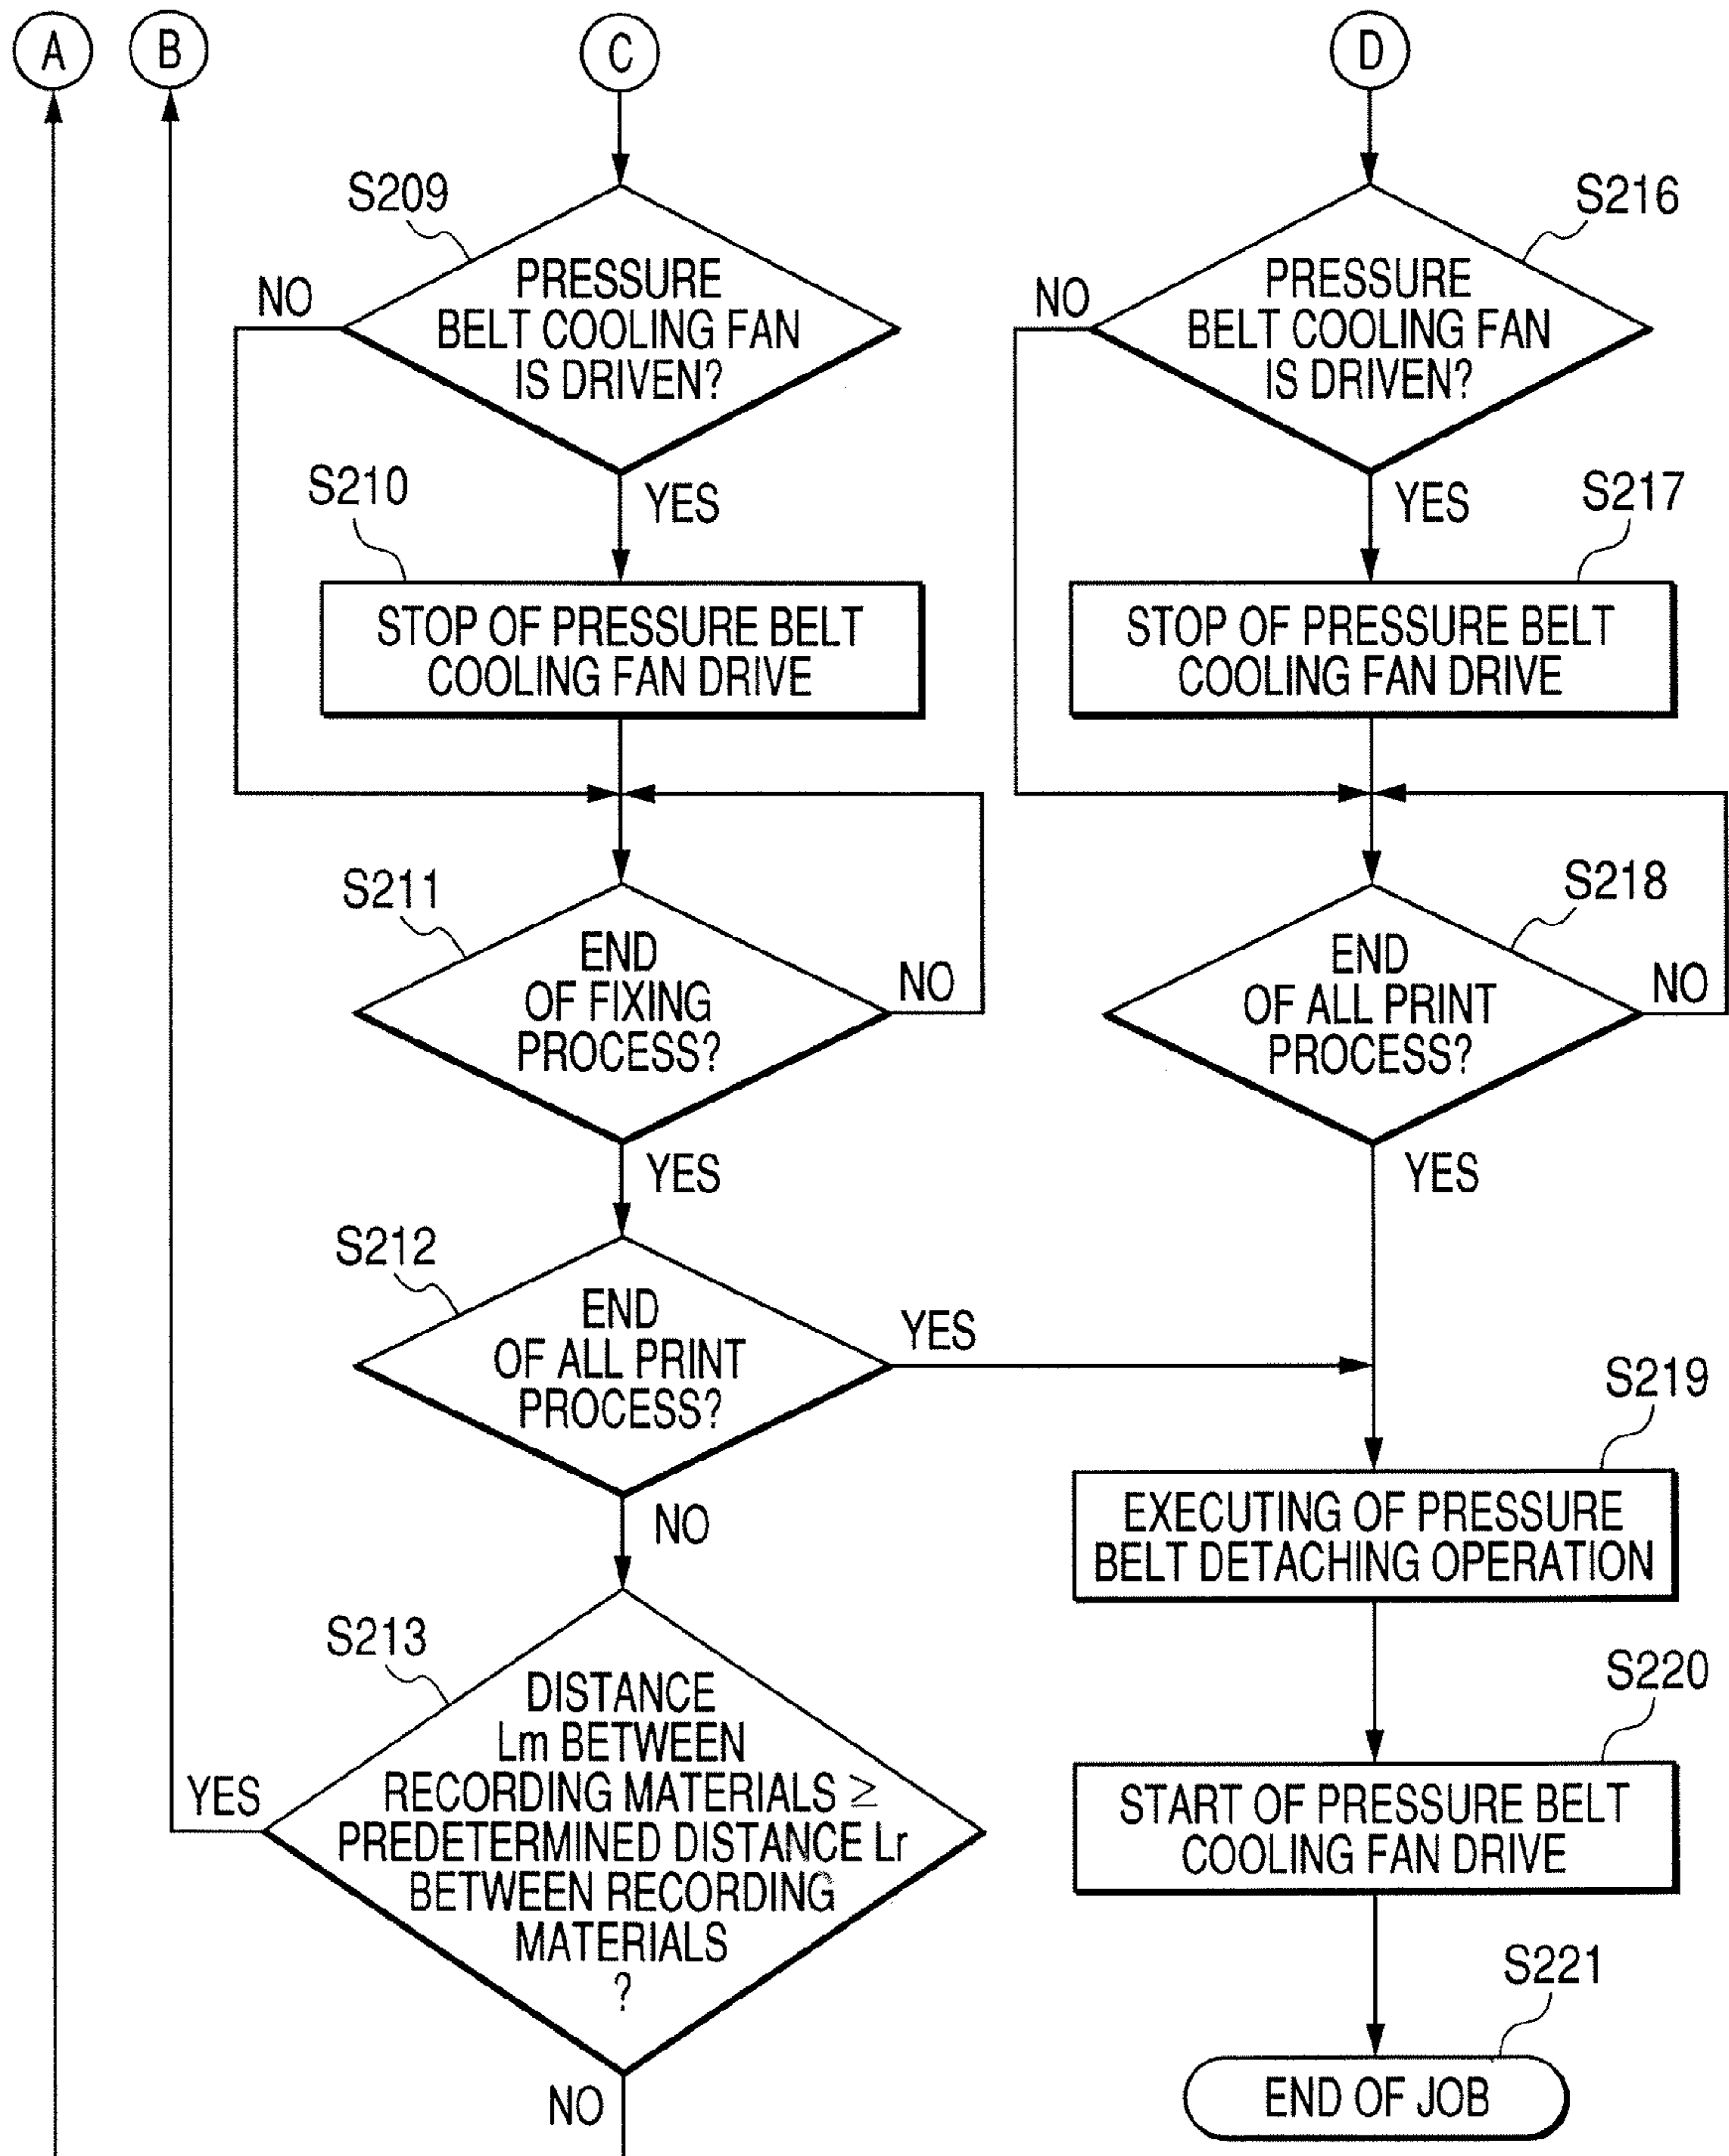 A
B
C
D
S209
PRESSURE
BELT COOLING FAN
IS DRIVEN?
NO
YES
S210
STOP OF PRESSURE BELT
COOLING FAN DRIVE
S211
END
OF FIXING
PROCESS?
NO
YES
S212
END
OF ALL PRINT
PROCESS?
YES
NO
S213
DISTANCE
Lm BETWEEN
RECORDING MATERIALS ≥
PREDETERMINED DISTANCE Lr
BETWEEN RECORDING
MATERIALS
?
YES
NO
S216
PRESSURE
BELT COOLING FAN
IS DRIVEN?
NO
YES
S217
STOP OF PRESSURE BELT
COOLING FAN DRIVE
S218
END
OF ALL PRINT
PROCESS?
NO
YES
S219
EXECUTING OF PRESSURE
BELT DETACHING OPERATION
S220
START OF PRESSURE BELT
COOLING FAN DRIVE
S221
END OF JOB